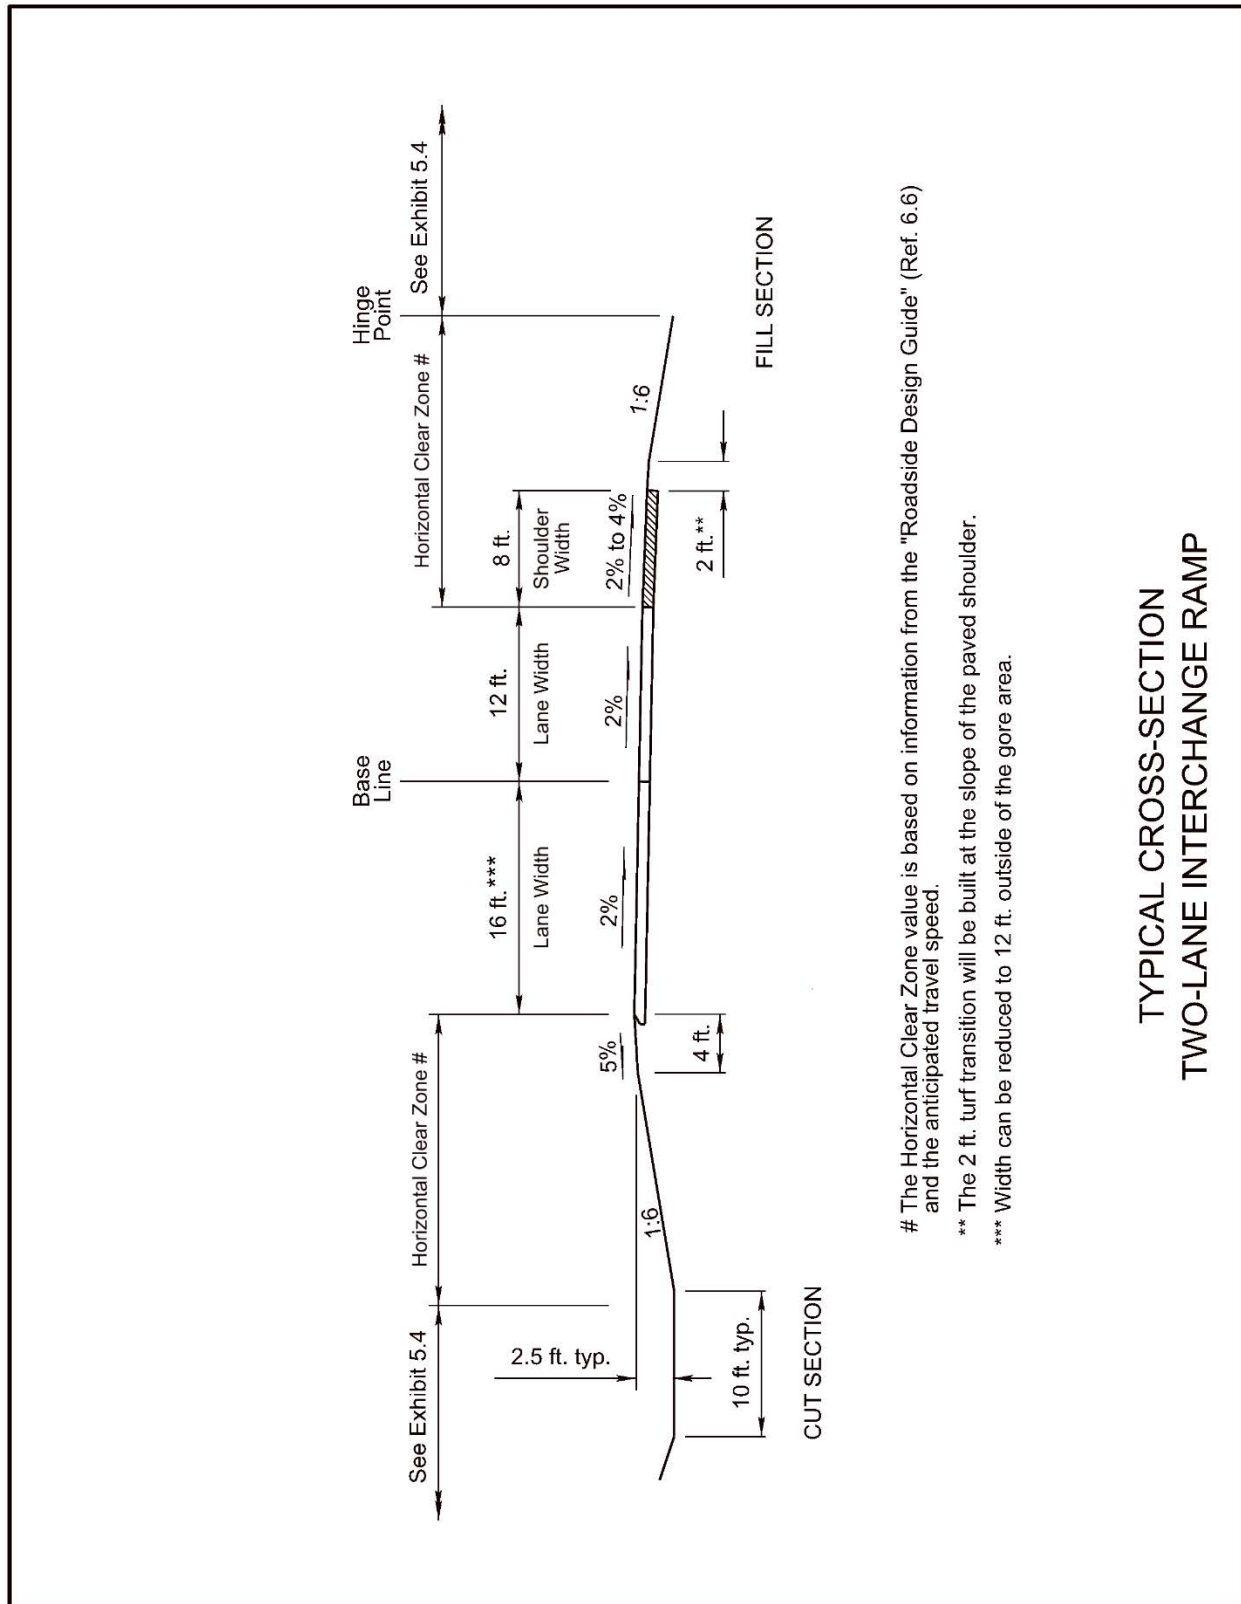 Base
Line
Hinge
Point
See Exhibit 5.4
Horizontal Clear Zone #
Horizontal Clear Zone #
See Exhibit 5.4
16 ft. ***
12 ft.
8 ft.
Lane Width
Lane Width
Shoulder
Width
2.5 ft. typ.
5%
2%
2%
2% to 4%
1:6
1:6
4 ft.
2 ft.**
10 ft. typ.
CUT SECTION
FILL SECTION
# The Horizontal Clear Zone value is based on information from the "Roadside Design Guide" (Ref. 6.6)
and the anticipated travel speed.
** The 2 ft. turf transition will be built at the slope of the paved shoulder.
*** Width can be reduced to 12 ft. outside of the gore area.
TYPICAL CROSS-SECTION
TWO-LANE INTERCHANGE RAMP